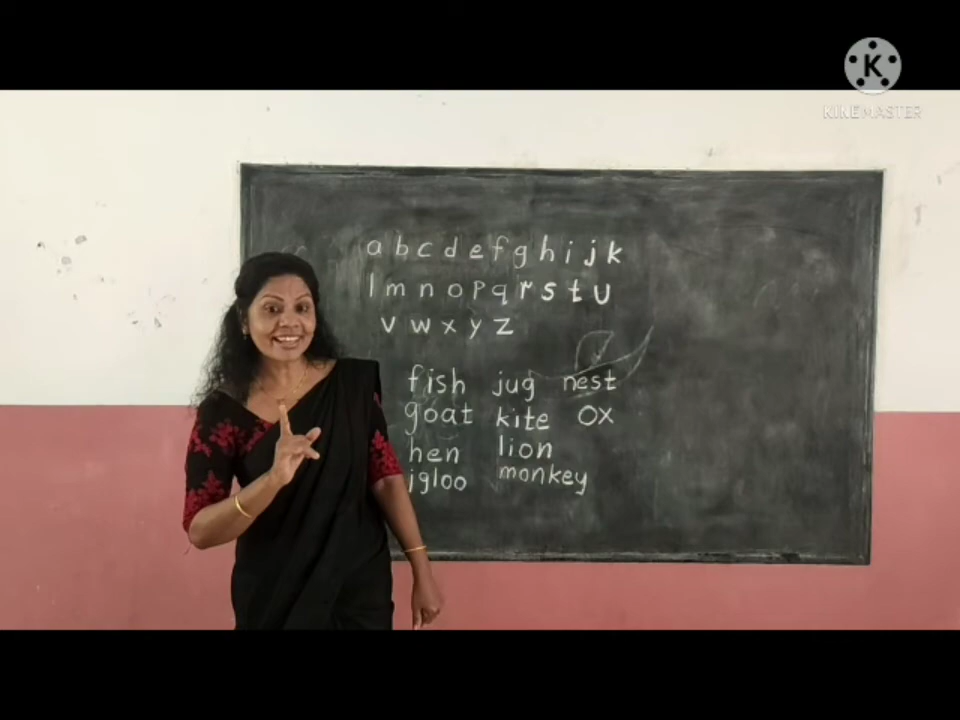 K
KINEMASTER
a b c d e f g h i j k
l m n o p q r s t u
v w x y z
fish jug nest
goat kite ox
hen lion
igloo monkey